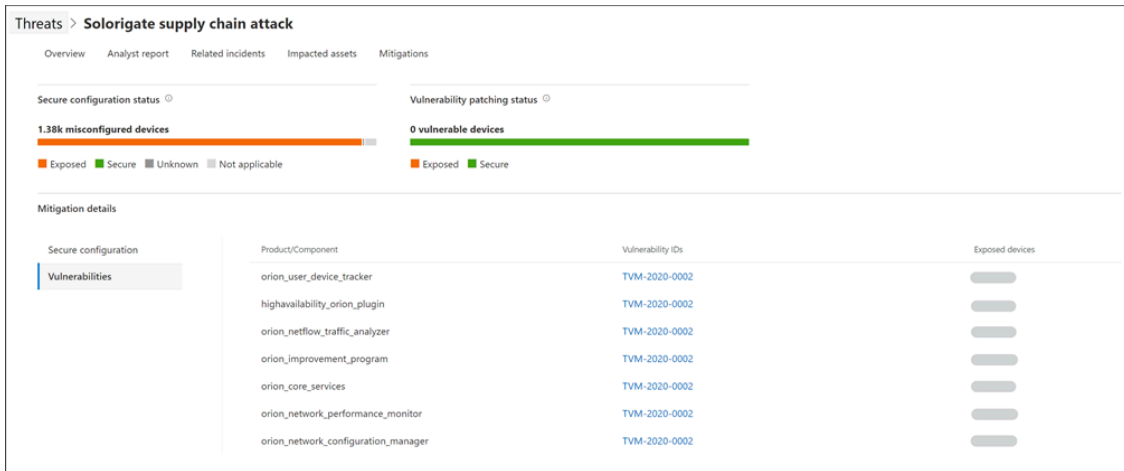 Threats > Solorigate supply chain attack
Overview Analyst report Related incidents Impacted assets Mitigations
Secure configuration status
1.38k misconfigured devices
Exposed Secure Unknown Not applicable
Vulnerability patching status
0 vulnerable devices
Exposed Secure
Mitigation details
Secure configuration
Vulnerabilities
Product/Component Vulnerability IDs Exposed devices
orion_user_device_tracker TVM-2020-0002
highavailability_orion_plugin TVM-2020-0002
orion_netflow_traffic_analyzer TVM-2020-0002
orion_improvement_program TVM-2020-0002
orion_core_services TVM-2020-0002
orion_network_performance_monitor TVM-2020-0002
orion_network_configuration_manager TVM-2020-0002